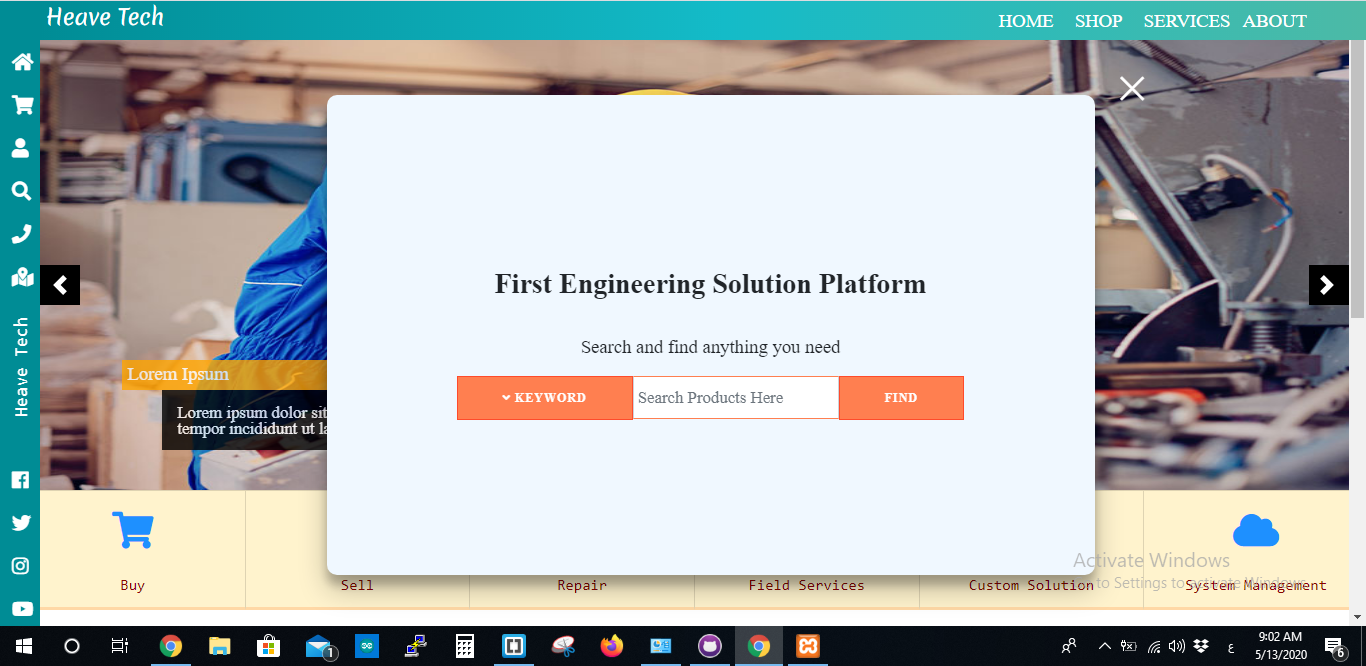 Heave Tech
HOME SHOP SERVICES ABOUT
Heave Tech
First Engineering Solution Platform
Search and find anything you need
KEYWORD Search Products Here FIND
Lorem Ipsum
Lorem ipsum dolor sit
tempor incididunt ut la
Buy Sell Repair Field Services Custom Solution System Management
Activate Windows
to Settings to activate Windows.
1
9:02 AM
5/13/2020
ع
6